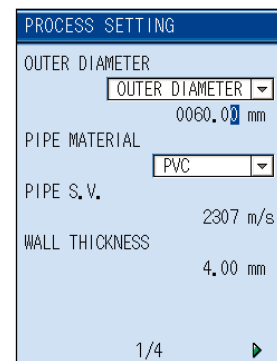 PROCESS SETTING
OUTER DIAMETER
OUTER DIAMETER
0060.00 mm
PIPE MATERIAL
PVC
PIPE S.V.
2307 m/s
WALL THICKNESS
4.00 mm
1/4